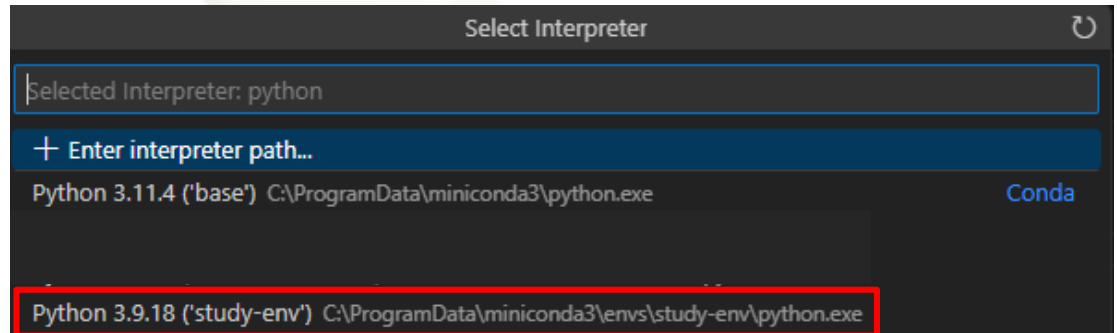 Select Interpreter
Selected Interpreter: python
+ Enter interpreter path...
Python 3.11.4 ('base') C:\ProgramData\miniconda3\python.exe Conda
Python 3.9.18 ('study-env') C:\ProgramData\miniconda3\envs\study-env\python.exe